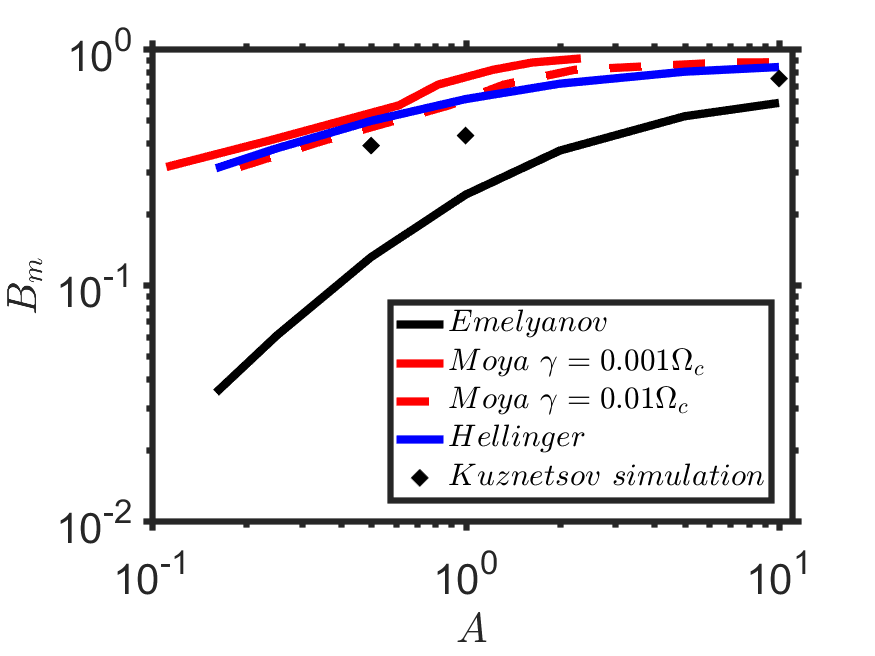 10^0
10^-1
10^-2
B_m
10^-1
10^0
10^1
A
Emelyanov
Moya γ = 0.001Ω_c
Moya γ = 0.01Ω_c
Hellinger
Kuznetsov simulation